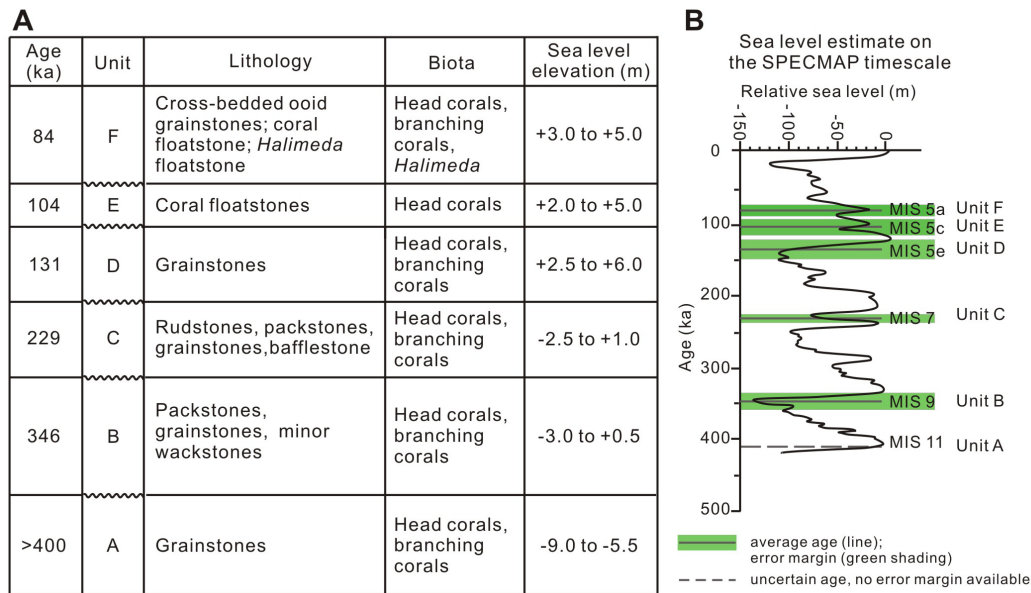 A
Age
(ka)
Unit
Lithology
Biota
Sea level
elevation (m)
84
F
Cross-bedded ooid
grainstones; coral
floatstone; Halimeda
floatstone
Head corals,
branching
corals,
Halimeda
+3.0 to +5.0
104
E
Coral floatstones
Head corals
+2.0 to +5.0
131
D
Grainstones
Head corals,
branching
corals
+2.5 to +6.0
229
C
Rudstones, packstones,
grainstones,bafflestone
Head corals,
branching
corals
-2.5 to +1.0
346
B
Packstones,
grainstones, minor
wackstones
Head corals,
branching
corals
-3.0 to +0.5
>400
A
Grainstones
Head corals,
branching
corals
-9.0 to -5.5
B
Sea level estimate on
the SPECMAP timescale
Relative sea level (m)
-150
-100
-50
0
Age (ka)
0
100
200
300
400
500
MIS 5a
Unit F
MIS 5c
Unit E
MIS 5e
Unit D
MIS 7
Unit C
MIS 9
Unit B
MIS 11
Unit A
average age (line);
error margin (green shading)
uncertain age, no error margin available